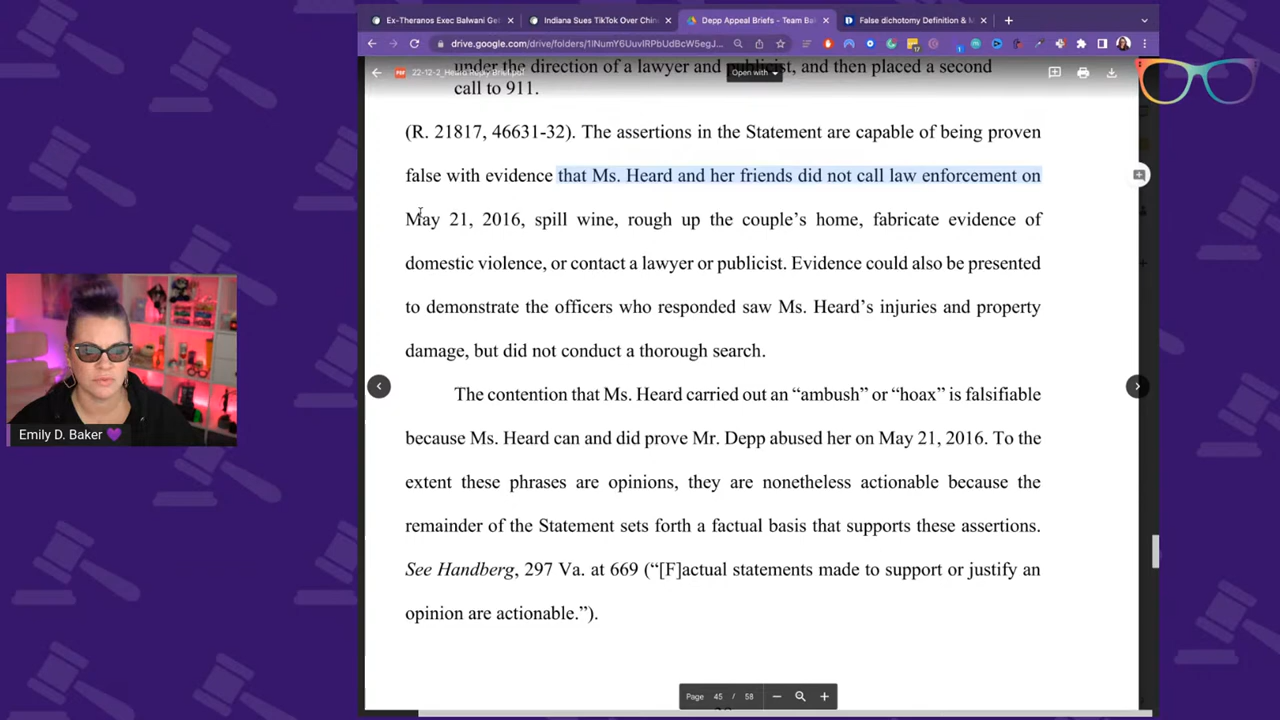 Ex-Theranos Exec Balwani Ge
Indiana Sues TikTok Over Chin
Depp Appeal Briefs - Team Ba
False dichotomy Definition & M
drive.google.com/drive/folders/
under the direction of a lawyer and publicist, and then placed a second
22-12-2_Heard Reply Brief.pdf
Open with
call to 911.
(R. 21817, 46631-32). The assertions in the Statement are capable of being proven
false with evidence that Ms. Heard and her friends did not call law enforcement on
May 21, 2016, spill wine, rough up the couple's home, fabricate evidence of
domestic violence, or contact a lawyer or publicist. Evidence could also be presented
to demonstrate the officers who responded saw Ms. Heard's injuries and property
damage, but did not conduct a thorough search.
The contention that Ms. Heard carried out an “ambush” or “hoax” is falsifiable
because Ms. Heard can and did prove Mr. Depp abused her on May 21, 2016. To the
extent these phrases are opinions, they are nonetheless actionable because the
remainder of the Statement sets forth a factual basis that supports these assertions.
See Handberg, 297 Va. at 669 (“[F]actual statements made to support or justify an
opinion are actionable.”).
Page 45 / 58
Emily D. Baker 💜